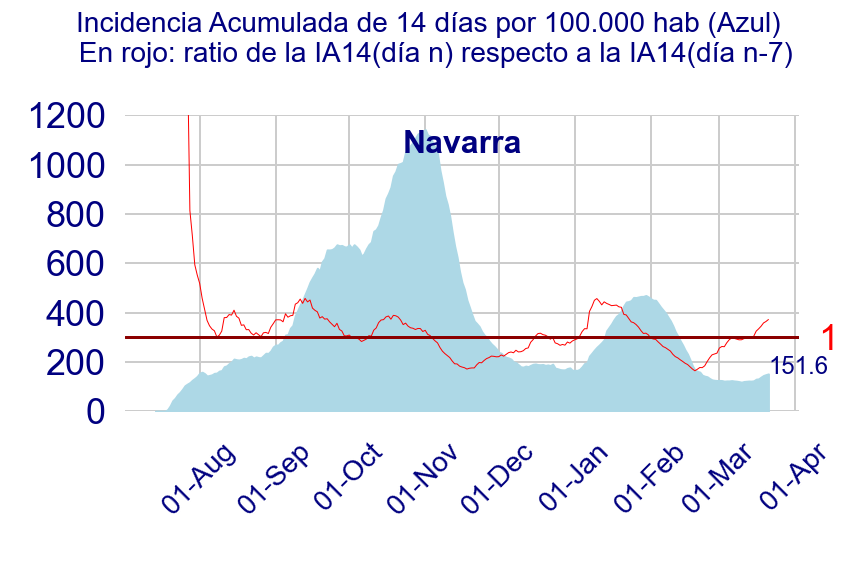 Incidencia Acumulada de 14 días por 100.000 hab (Azul)
En rojo: ratio de la IA14(día n) respecto a la IA14(día n-7)
Navarra
1200
1000
800
600
400
200
0
1
151.6
01-Aug
01-Sep
01-Oct
01-Nov
01-Dec
01-Jan
01-Feb
01-Mar
01-Apr